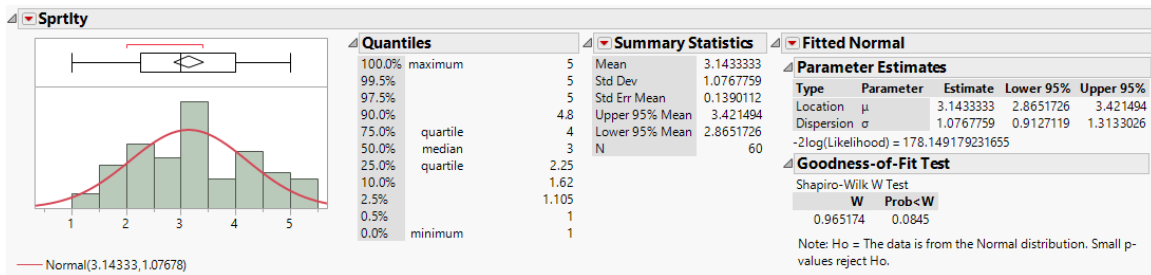 Sprtlty
1 2 3 4 5
Normal(3.14333,1.07678)
Quantiles
100.0% maximum 5
99.5% 5
97.5% 5
90.0% 4.8
75.0% quartile 4
50.0% median 3
25.0% quartile 2.25
10.0% 1.62
2.5% 1.105
0.5% 1
0.0% minimum 1
Summary Statistics
Mean 3.1433333
Std Dev 1.0767759
Std Err Mean 0.1390112
Upper 95% Mean 3.421494
Lower 95% Mean 2.8651726
N 60
Fitted Normal
Parameter Estimates
Type Parameter Estimate Lower 95% Upper 95%
Location μ 3.1433333 2.8651726 3.421494
Dispersion σ 1.0767759 0.9127119 1.3133026
-2log(Likelihood) = 178.149179231655
Goodness-of-Fit Test
Shapiro-Wilk W Test
W Prob<W
0.965174 0.0845
Note: Ho = The data is from the Normal distribution. Small p-
values reject Ho.